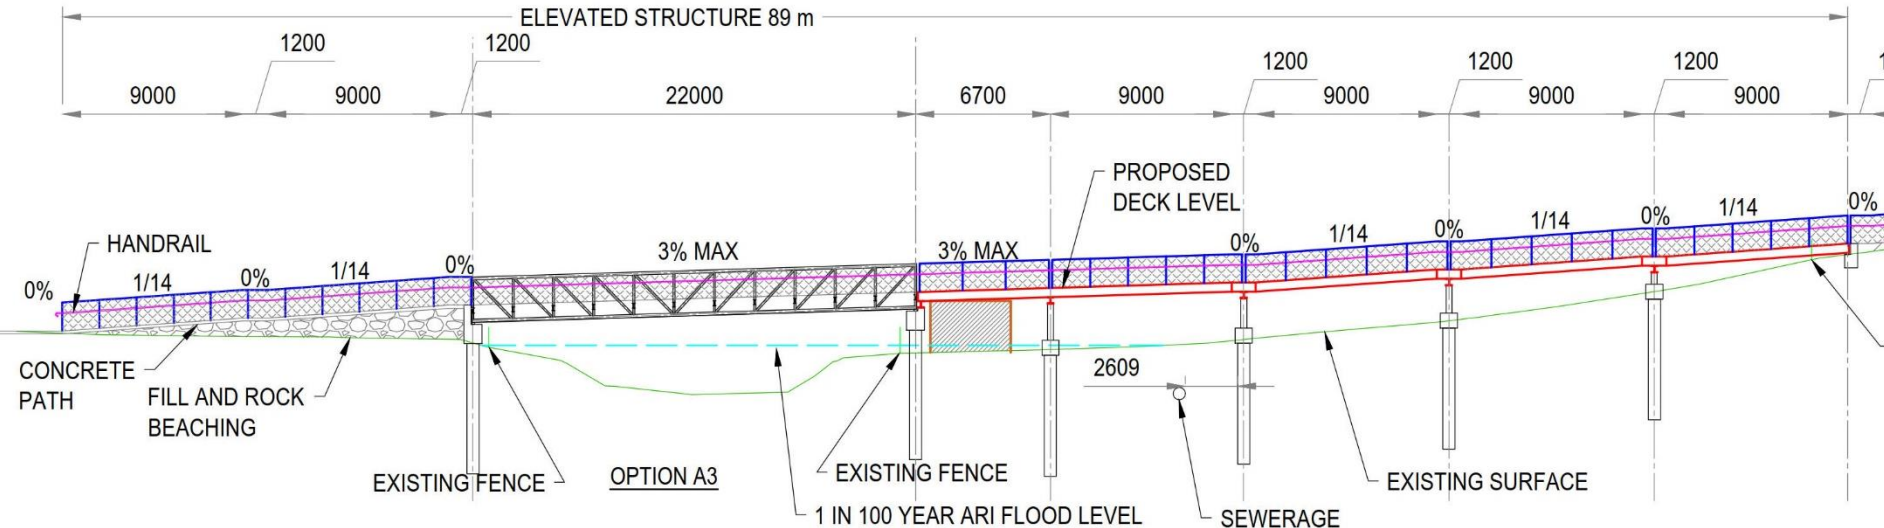 ELEVATED STRUCTURE 89 m
1200
1200
1200
1200
1200
1
9000
9000
22000
6700
9000
9000
9000
9000
PROPOSED
DECK LEVEL
HANDRAIL
0%
1/14
0%
1/14
0%
3% MAX
3% MAX
0%
1/14
0%
1/14
0%
1/14
0%
CONCRETE
PATH
FILL AND ROCK
BEACHING
2609
EXISTING FENCE
OPTION A3
EXISTING FENCE
EXISTING SURFACE
1 IN 100 YEAR ARI FLOOD LEVEL
SEWERAGE